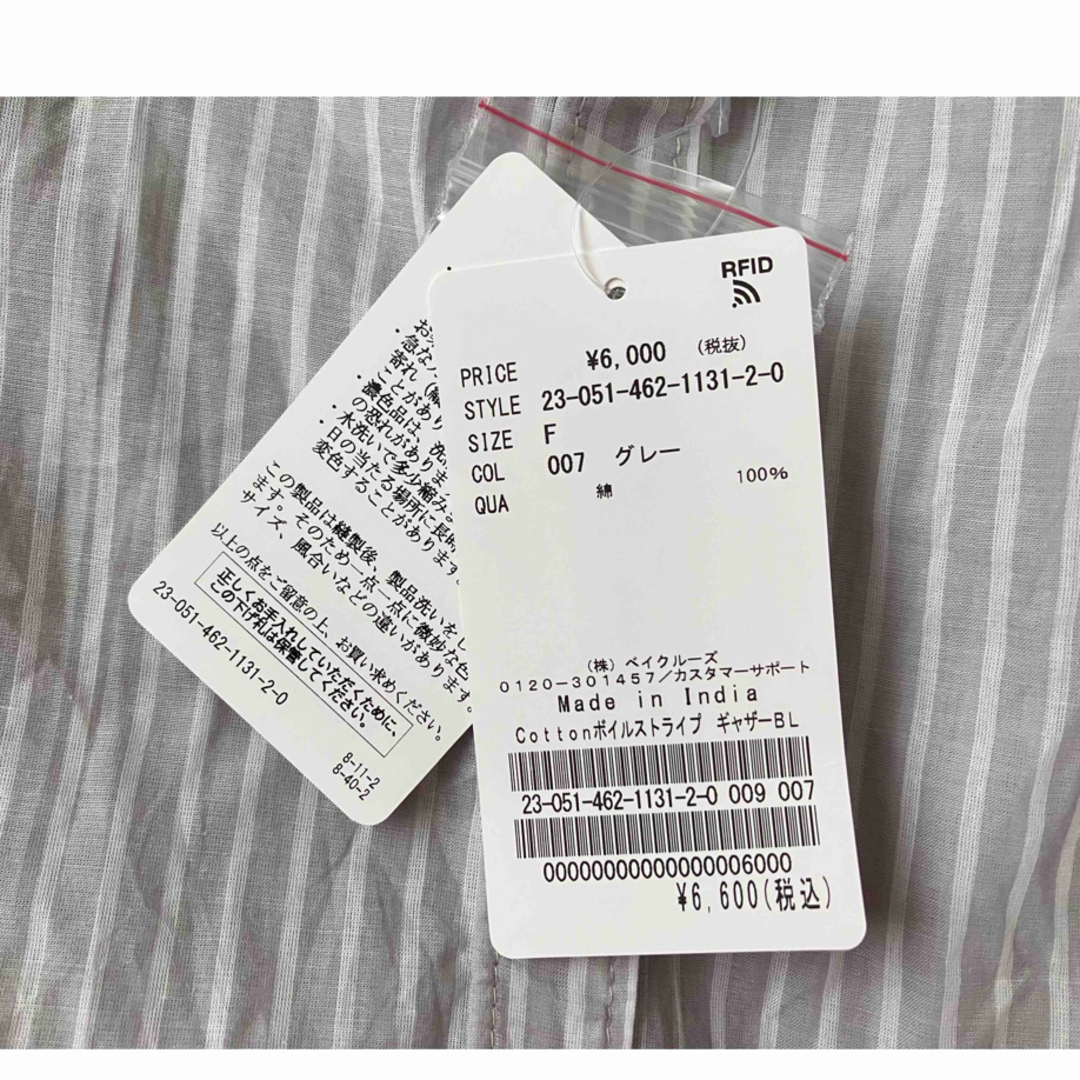 お
・急な
寄れ（
ことがあり
・濃色品は、洗
の恐れがありま
・水洗いで多少縮み
・日の当たる場所に長時
変色することがあります。
この製品は縫製後、製品洗いをし
ます。そのため一点一点に微妙な色
サイズ、風合いなどの違いがあります。
以上の点をご留意の上、お買い求めください。
正しくお手入れしていただくために、
この下げ札は保管してください。
23-051-462-1131-2-0
8-11-2
8-40-2
RFID
PRICE ¥6,000 （税抜）
STYLE 23-051-462-1131-2-0
SIZE F
COL 007 グレー
QUA 綿 100%
（株）ベイクルーズ
0120-301457/カスタマーサポート
Made in India
Cottonボイルストライプ ギャザーBL
23-051-462-1131-2-0 009 007
00000000000000006000
¥6,600(税込)